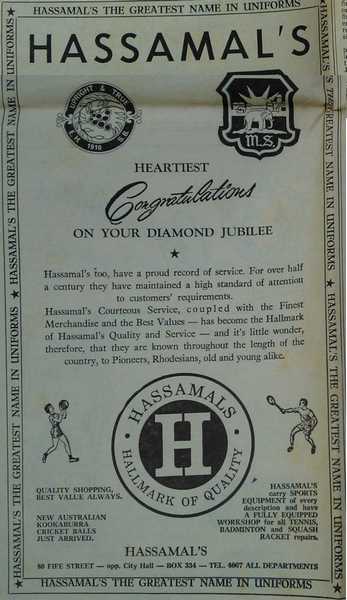 HASSAMAL'S THE GREATEST NAME IN UNIFORMS
HASSAMAL'S
UPRIGHT & TRUE
1910
M.S.
HEARTIEST
Congratulations
ON YOUR DIAMOND JUBILEE
Hassamal's too, have a proud record of service. For over half
a century they have maintained a high standard of attention
to customers' requirements.
Hassamal's Courteous Service, coupled with the Finest
Merchandise and the Best Values — has become the Hallmark
of Hassamal's Quality and Service — and it's little wonder,
therefore, that they are known throughout the length of the
country, to Pioneers, Rhodesians, old and young alike.
HASSAMALS
H
HALLMARK OF QUALITY
QUALITY SHOPPING,
BEST VALUE ALWAYS.
NEW AUSTRALIAN
KOOKABURRA
CRICKET BALLS
JUST ARRIVED.
HASSAMAL'S
carry SPORTS
EQUIPMENT of every
description and have
A FULLY EQUIPPED
WORKSHOP for all TENNIS,
BADMINTON and SQUASH
RACKET repairs.
HASSAMAL'S
80 FIFE STREET — opp. City Hall — BOX 334 — TEL. 4667 ALL DEPARTMENTS
HASSAMAL'S THE GREATEST NAME IN UNIFORMS
HASSAMAL'S THE GREATEST NAME IN UNIFORMS
HASSAMAL'S THE GREATEST NAME IN UNIFORMS